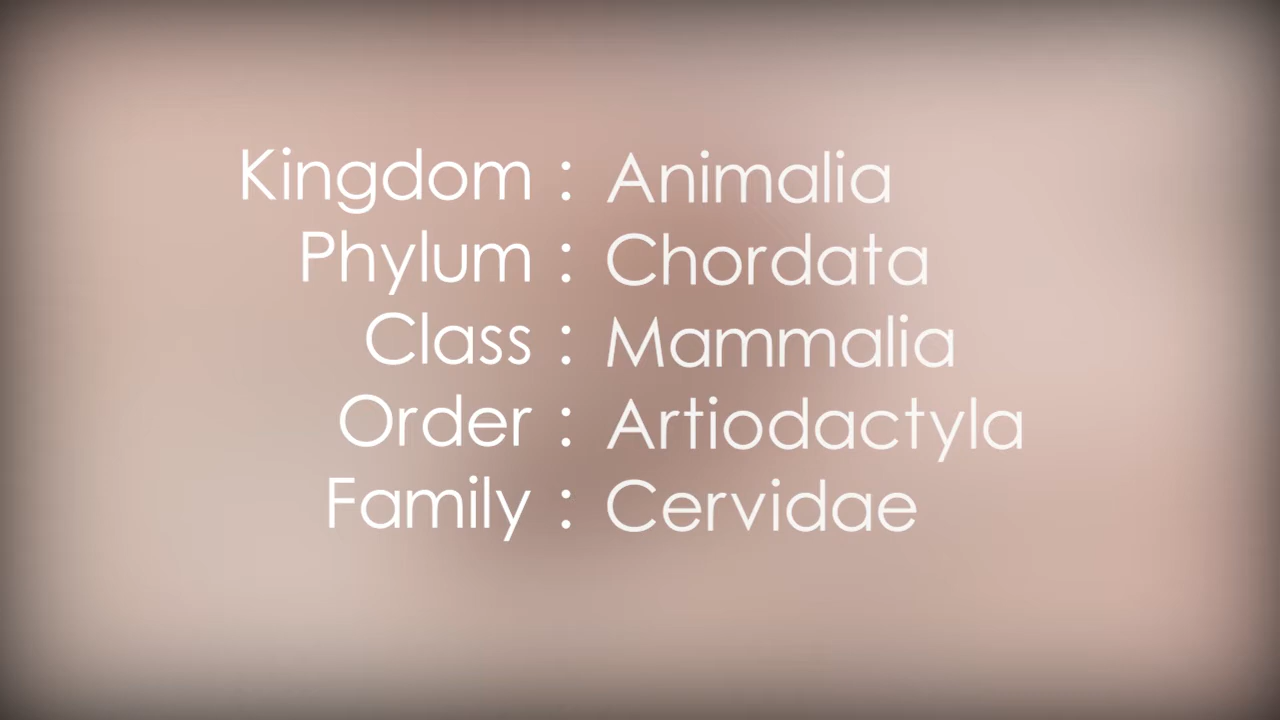 Kingdom : Animalia
Phylum : Chordata
Class : Mammalia
Order : Artiodactyla
Family : Cervidae